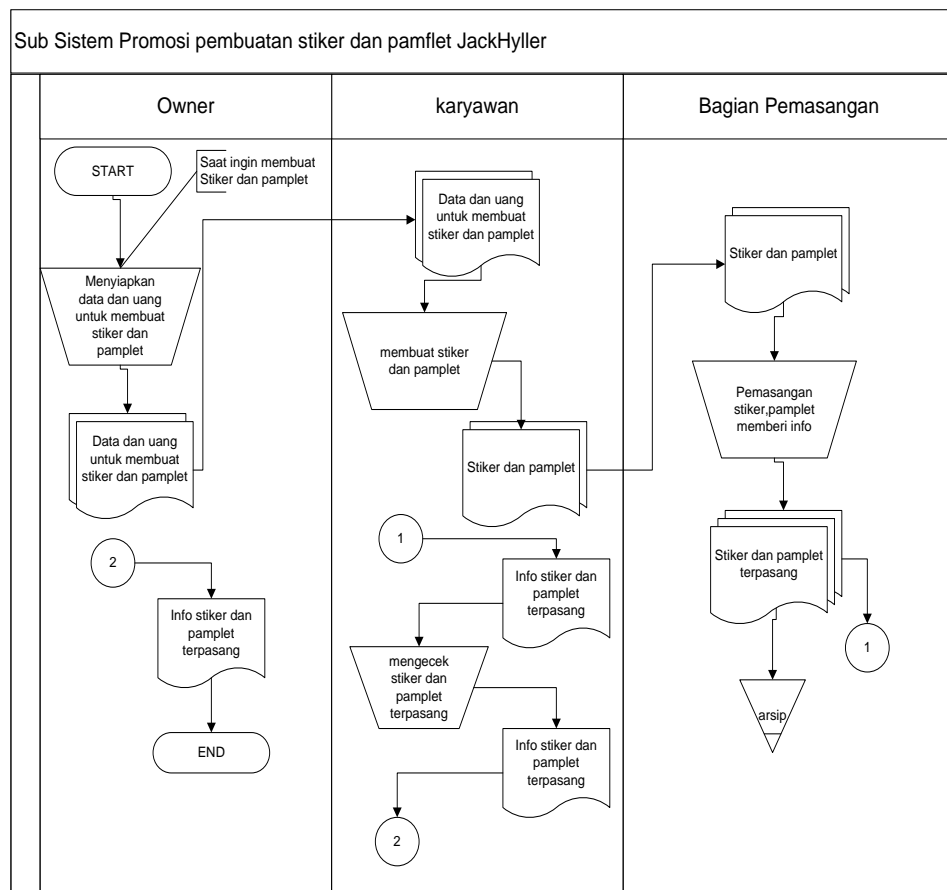 Sub Sistem Promosi pembuatan stiker dan pamflet JackHyller
Owner
karyawan
Bagian Pemasangan
START
Saat ingin membuat
Stiker dan pamplet
Menyiapkan
data dan uang
untuk membuat
stiker dan
pamplet
Data dan uang
untuk membuat
stiker dan pamplet
2
Info stiker dan
pamplet
terpasang
END
Data dan uang
untuk membuat
stiker dan pamplet
membuat stiker
dan pamplet
Stiker dan pamplet
1
Info stiker dan
pamplet
terpasang
mengecek
stiker dan
pamplet
terpasang
Info stiker dan
pamplet
terpasang
2
Stiker dan pamplet
Pemasangan
stiker,pamplet
memberi info
Stiker dan pamplet
terpasang
1
arsip